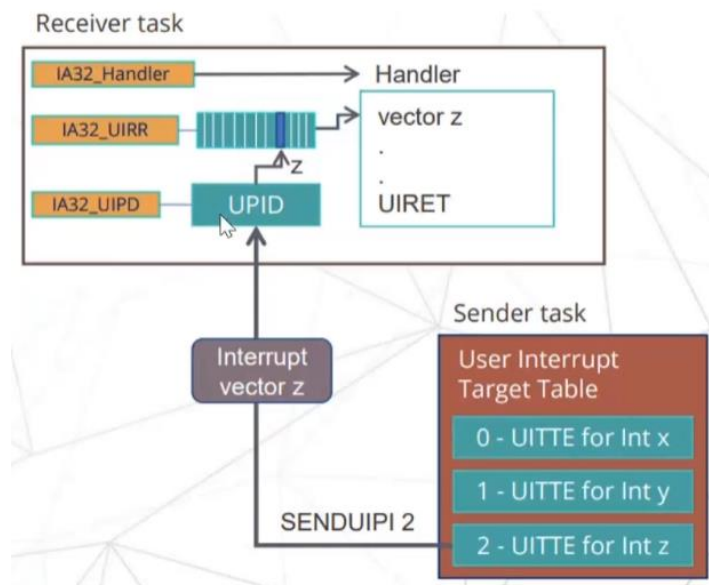 Receiver task
IA32_Handler
Handler
IA32_UIRR
vector z
.
z
.
IA32_UIPD
UPID
UIRET
Sender task
Interrupt
vector z
User Interrupt
Target Table
0 - UITTE for Int x
1 - UITTE for Int y
SENDUIPI 2
2 - UITTE for Int z